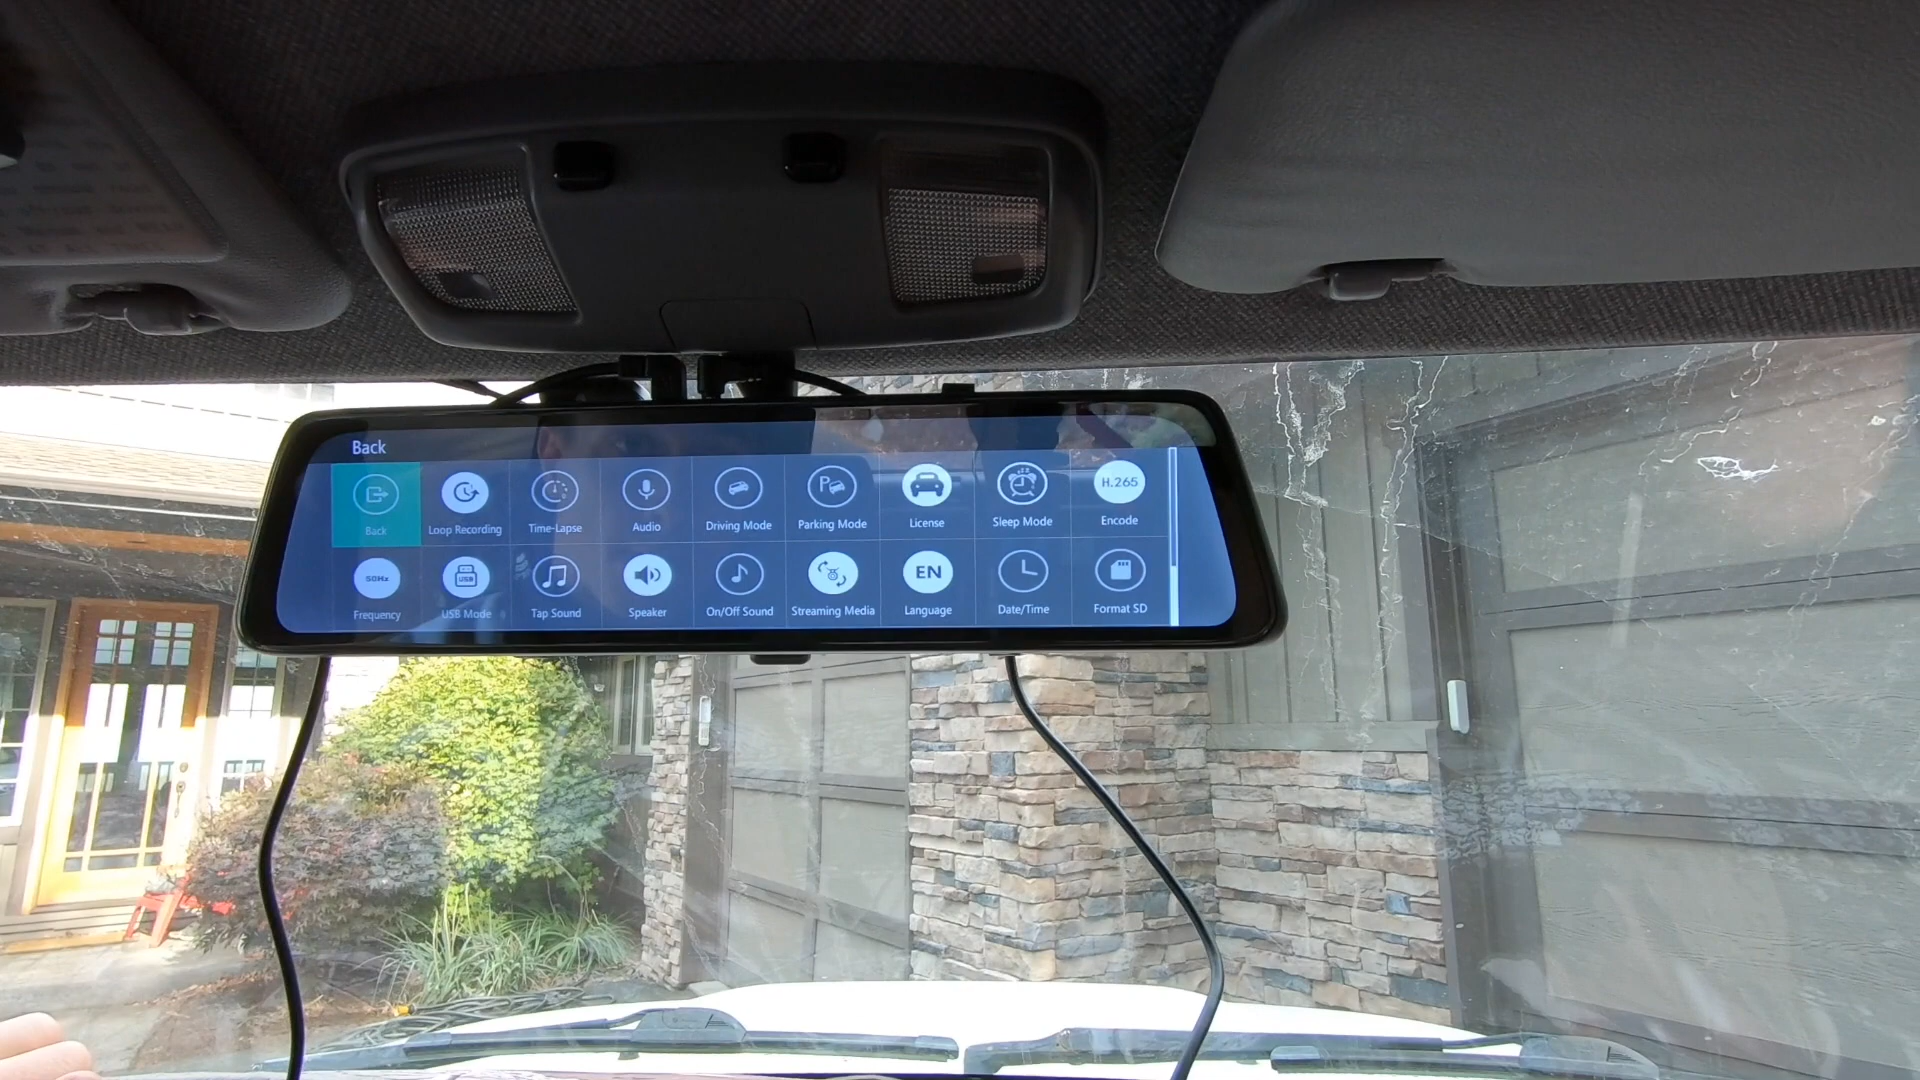 Back
Back Loop Recording Time-Lapse Audio Driving Mode P Parking Mode License Sleep Mode H.265 Encode
50Hz Frequency USB USB Mode Tap Sound Speaker On/Off Sound Streaming Media EN Language Date/Time Format SD